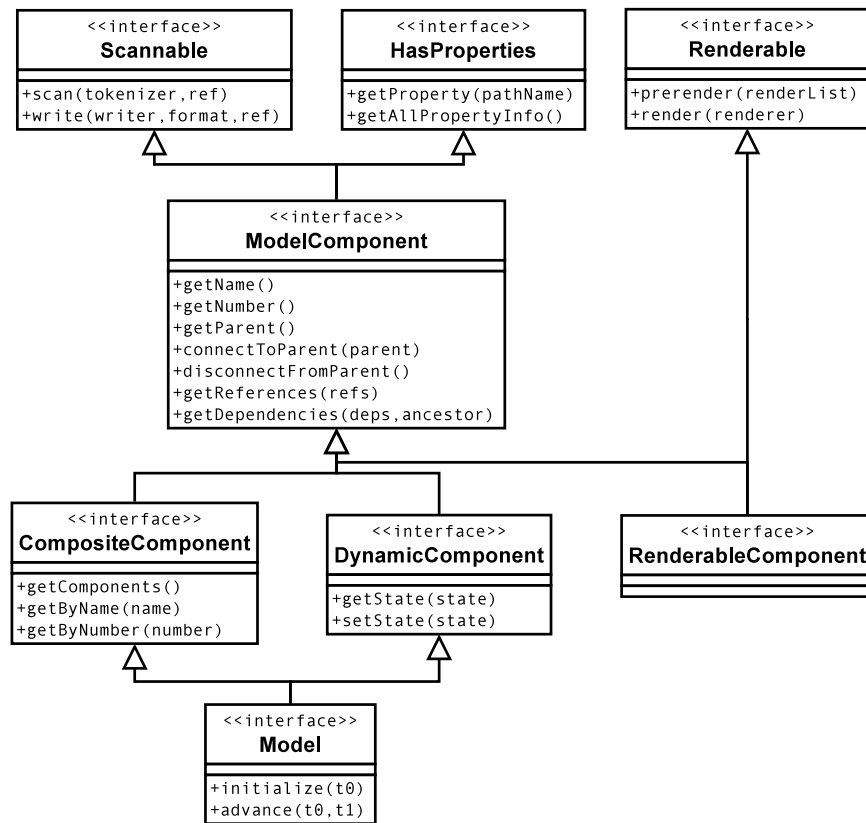 <<interface>>
Scannable
+scan(tokenizer,ref)
+write(writer,format,ref)
<<interface>>
HasProperties
+getProperty(pathName)
+getAllPropertyInfo()
<<interface>>
Renderable
+prerender(renderList)
+render(renderer)
<<interface>>
ModelComponent
+getName()
+getNumber()
+getParent()
+connectToParent(parent)
+disconnectFromParent()
+getReferences(refs)
+getDependencies(deps,ancestor)
<<interface>>
CompositeComponent
+getComponents()
+getByName(name)
+getByNumber(number)
<<interface>>
DynamicComponent
+getState(state)
+setState(state)
<<interface>>
RenderableComponent
<<interface>>
Model
+initialize(t0)
+advance(t0,t1)